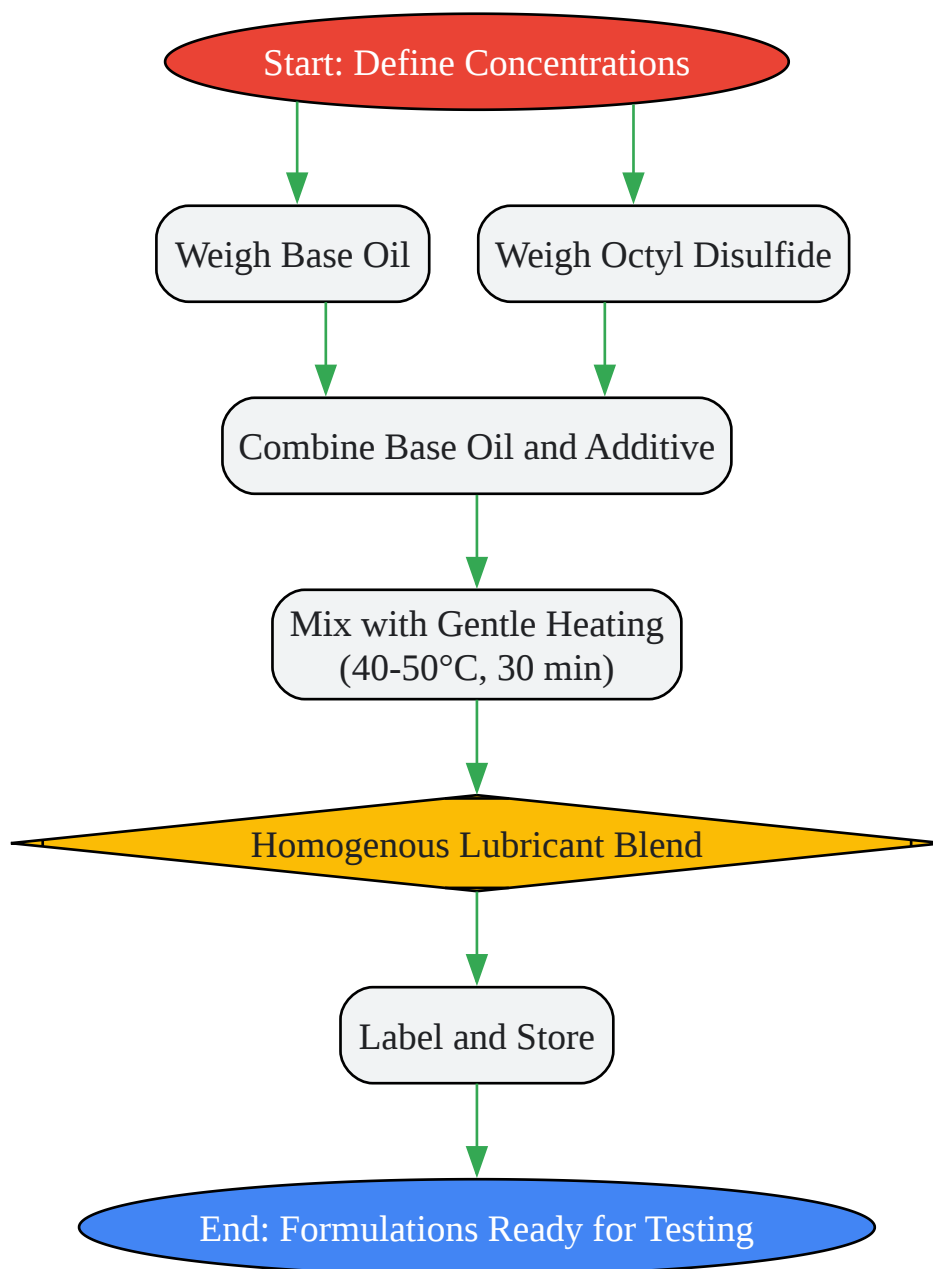 Start: Define Concentrations
Weigh Base Oil
Weigh Octyl Disulfide
Combine Base Oil and Additive
Mix with Gentle Heating
(40-50°C, 30 min)
Homogenous Lubricant Blend
Label and Store
End: Formulations Ready for Testing